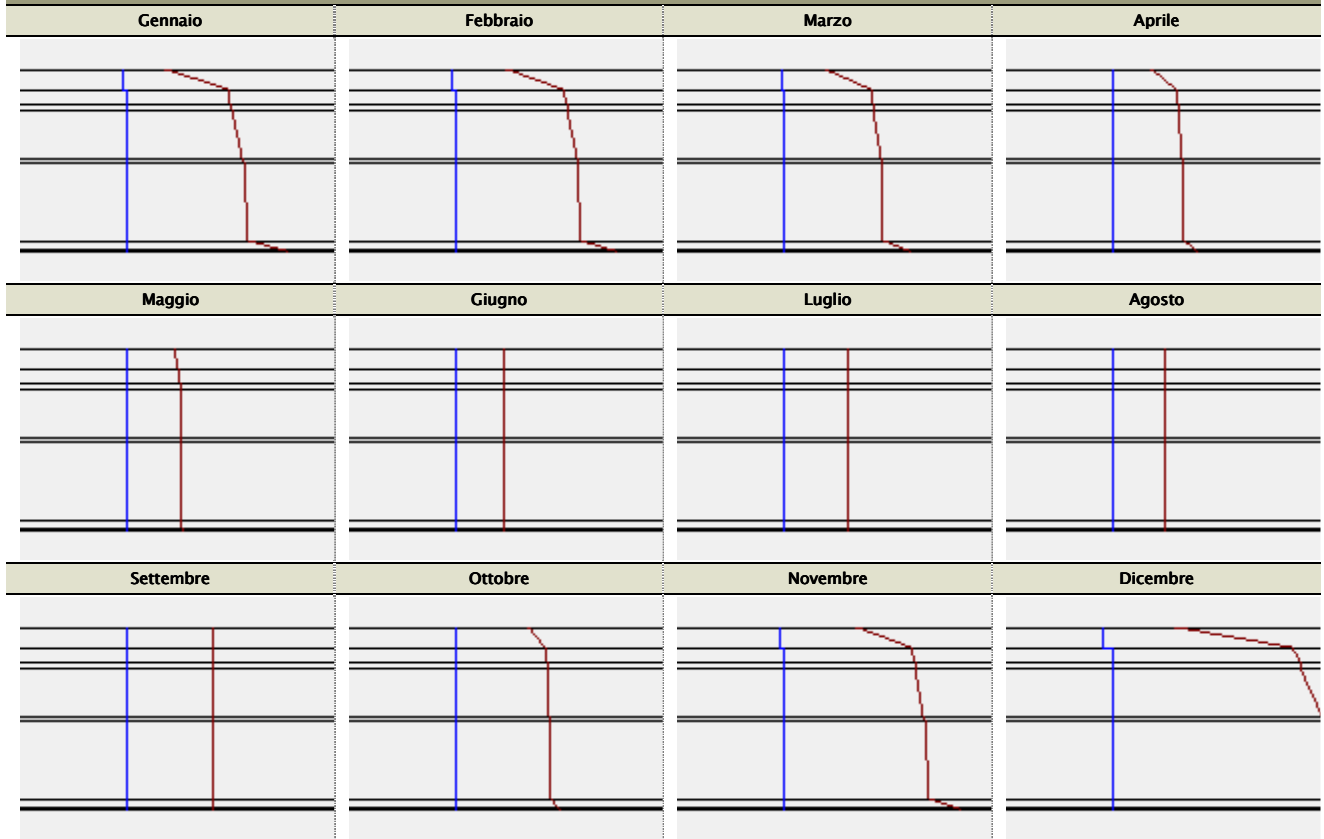 Gennaio Febbraio Marzo Aprile
Maggio Giugno Luglio Agosto
Settembre Ottobre Novembre Dicembre